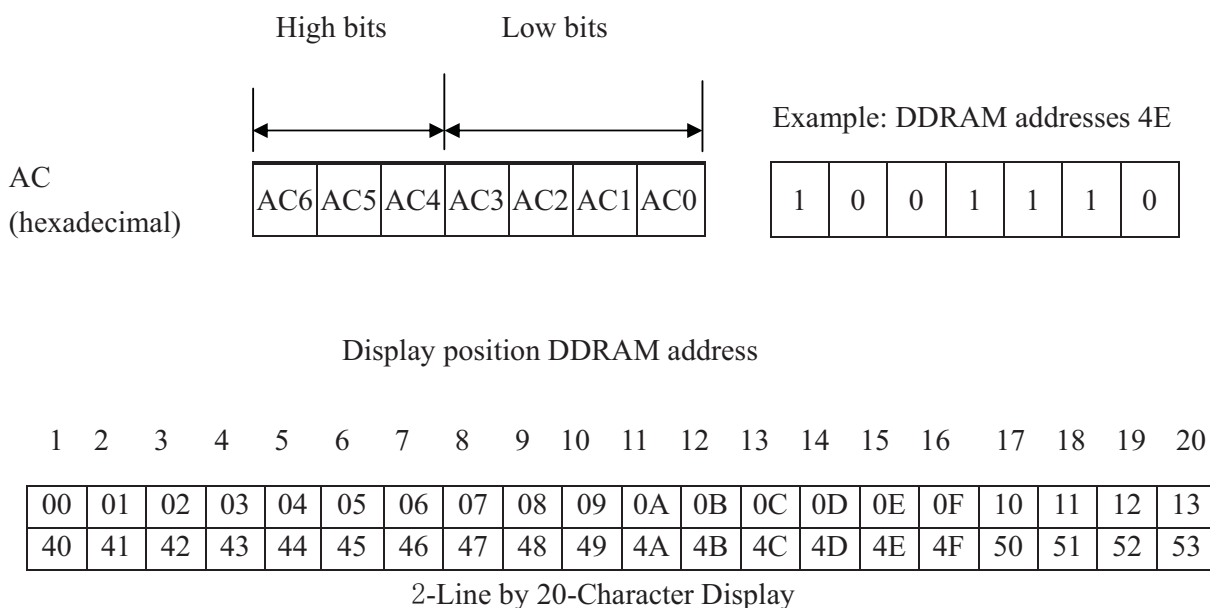 High bits Low bits
Example: DDRAM addresses 4E
AC
(hexadecimal)
AC6 AC5 AC4 AC3 AC2 AC1 AC0 1 0 0 1 1 1 0
Display position DDRAM address
1 2 3 4 5 6 7 8 9 10 11 12 13 14 15 16 17 18 19 20
00 01 02 03 04 05 06 07 08 09 0A 0B 0C 0D 0E 0F 10 11 12 13
40 41 42 43 44 45 46 47 48 49 4A 4B 4C 4D 4E 4F 50 51 52 53
2-Line by 20-Character Display